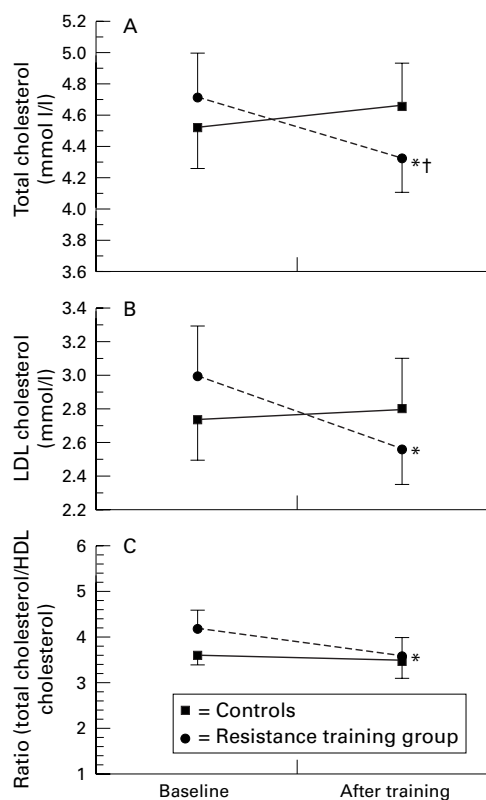 A
Total cholesterol
(mmol l/l)
5.2
5.0
4.8
4.6
4.4
4.2
4.0
3.8
3.6
*†
B
LDL cholesterol
(mmol/l)
3.4
3.2
3.0
2.8
2.6
2.4
2.2
*
C
Ratio (total cholesterol/HDL
cholesterol)
6
5
4
3
2
1
*
= Controls
= Resistance training group
Baseline
After training